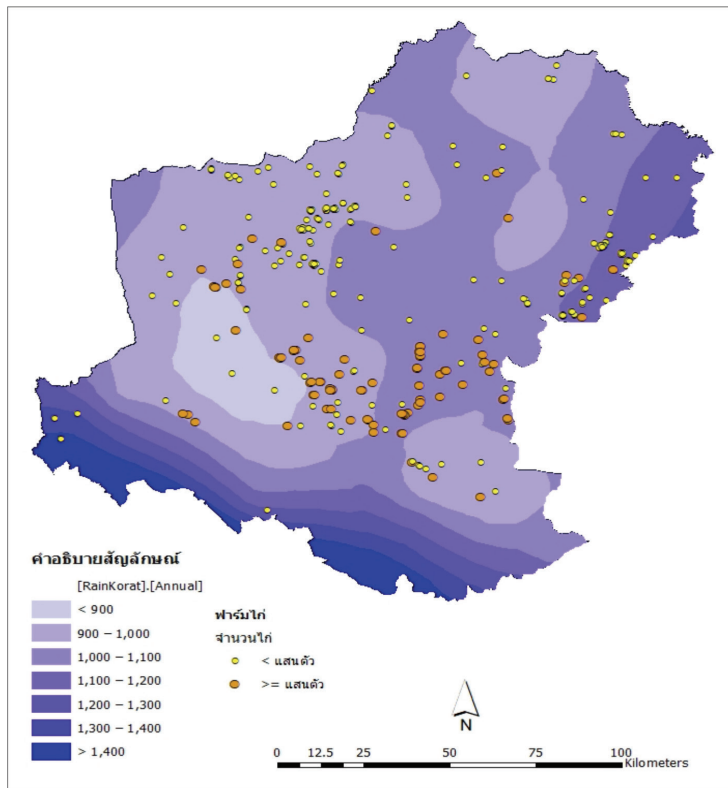 คำอธิบายสัญลักษณ์
[RainKorat].[Annual]
< 900
900 – 1,000
1,000 – 1,100
1,100 – 1,200
1,200 – 1,300
1,300 – 1,400
> 1,400
ฟาร์มไก่
จำนวนไก่
< แสนตัว
>= แสนตัว
N
0 12.5 25 50 75 100
Kilometers